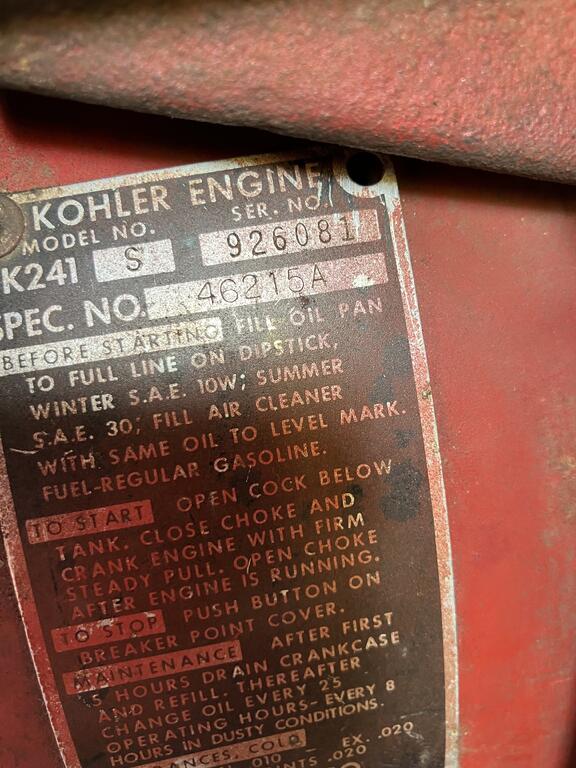 KOHLER ENGINE
MODEL NO. SER. NO.
K241 S 926081
SPEC. NO. 46215A
BEFORE STARTING FILL OIL PAN
TO FULL LINE ON DIPSTICK,
WINTER S.A.E. 10W; SUMMER
S.A.E. 30; FILL AIR CLEANER
WITH SAME OIL TO LEVEL MARK.
FUEL-REGULAR GASOLINE.
TO START OPEN COCK BELOW
TANK. CLOSE CHOKE AND
CRANK ENGINE WITH FIRM
STEADY PULL. OPEN CHOKE
AFTER ENGINE IS RUNNING.
TO STOP PUSH BUTTON ON
BREAKER POINT COVER.
MAINTENANCE AFTER FIRST
5 HOURS DRAIN CRANKCASE
AND REFILL. THEREAFTER
CHANGE OIL EVERY 25
OPERATING HOURS-EVERY 8
HOURS IN DUSTY CONDITIONS.
COLD
.010 EX. .020
.020